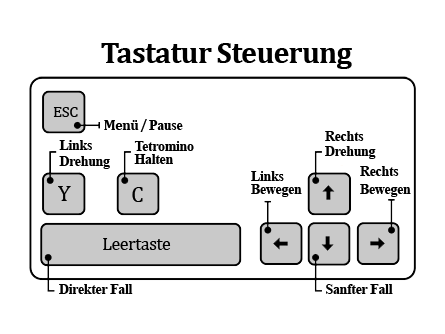 Tastatur Steuerung
ESC
Menü / Pause
Links
Drehung
Tetromino
Halten
Rechts
Drehung
Links
Bewegen
Rechts
Bewegen
Y
C
Leertaste
Direkter Fall
Sanfter Fall